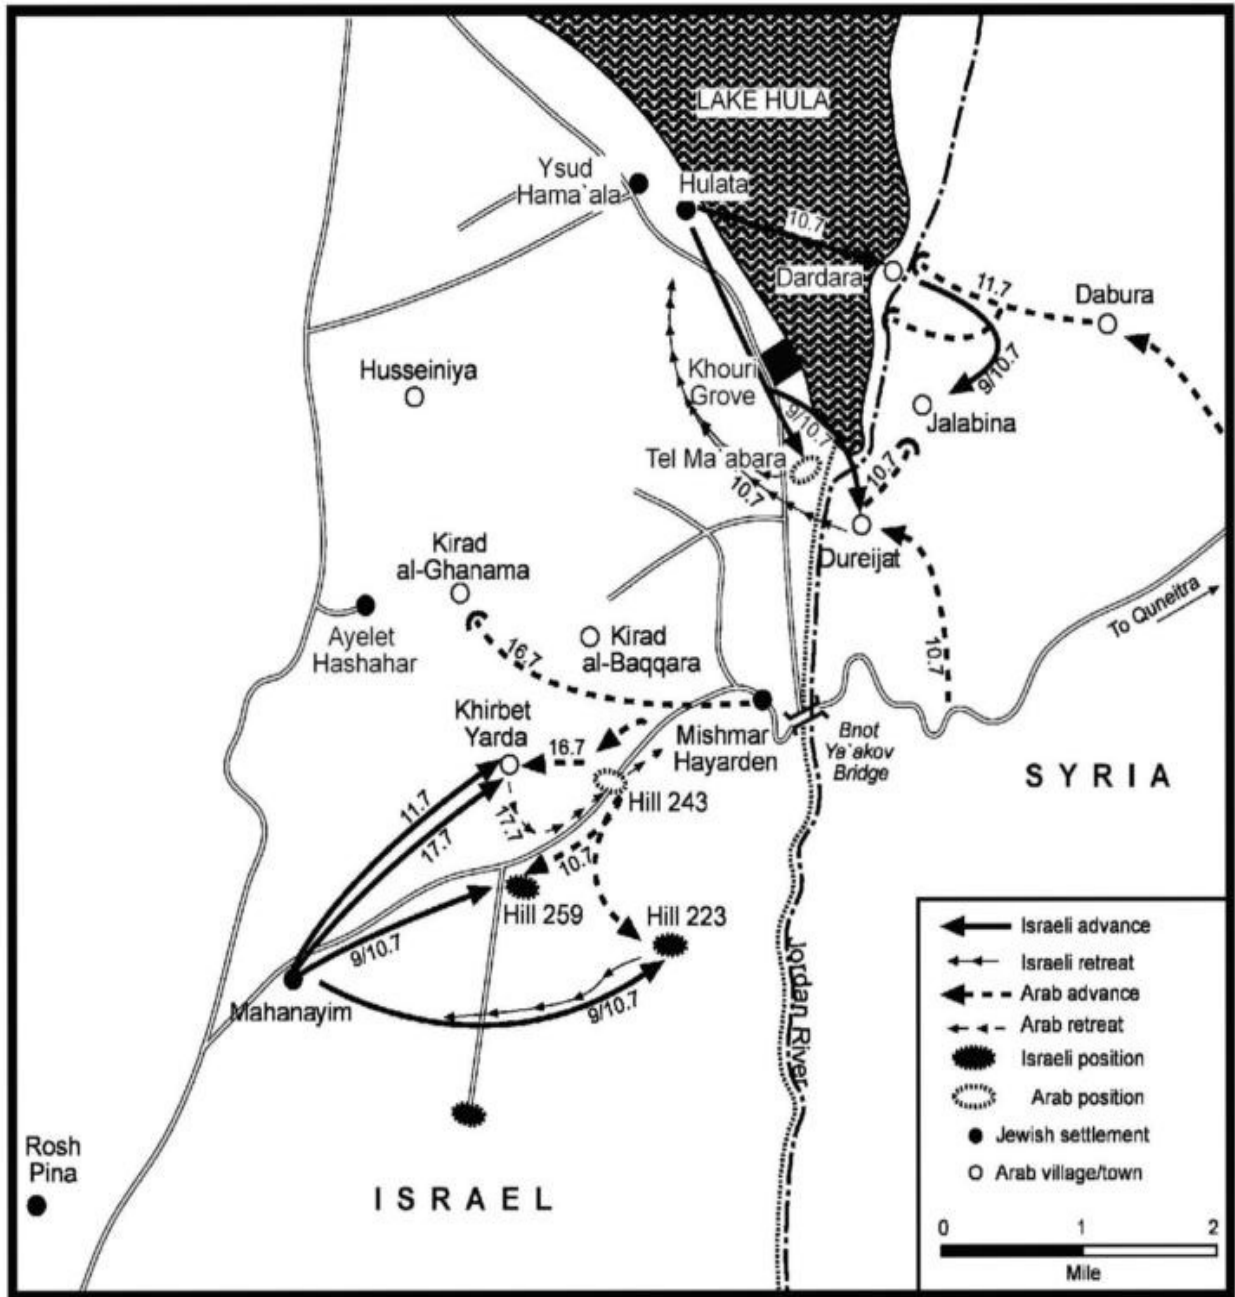 LAKE HULA
Ysud
Hama`ala
Hulata
10.7
Dardara
11.7
Dabura
9/10.7
Husseiniya
Khouri
Grove
Jalabina
9/10.7
Tel Ma`abara
10.7
10.7
Dureijat
Kirad
al-Ghanama
To Quneitra
Ayelet
Hashahar
16.7
Kirad
al-Baqqara
10.7
Khirbet
Yarda
16.7
Mishmar
Hayarden
Bnot
Ya`akov
Bridge
SYRIA
Hill 243
11.7
17.7
17.7
10.7
Hill 259
Hill 223
9/10.7
9/10.7
Mahanayim
Jordan River
Rosh
Pina
ISRAEL
Israeli advance
Israeli retreat
Arab advance
Arab retreat
Israeli position
Arab position
Jewish settlement
Arab village/town
0 1 2
Mile